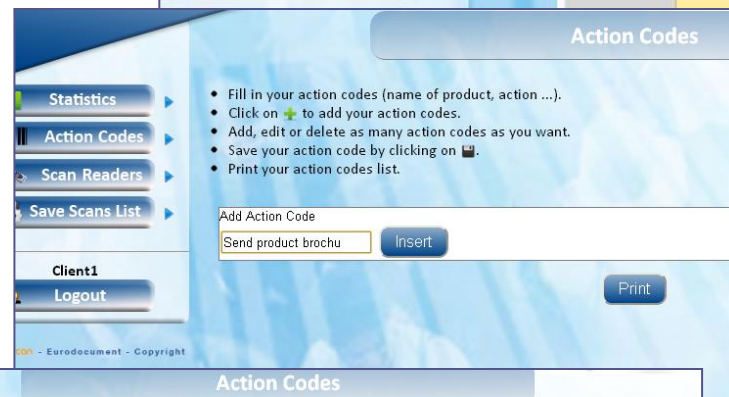 Action Codes
Statistics
Action Codes
Scan Readers
Save Scans List
Client1
Logout
• Fill in your action codes (name of product, action ...).
• Click on to add your action codes.
• Add, edit or delete as many action codes as you want.
• Save your action code by clicking on .
• Print your action codes list.
Add Action Code
Send product brochu Insert
Print
- Eurodocument - Copyright
Action Codes